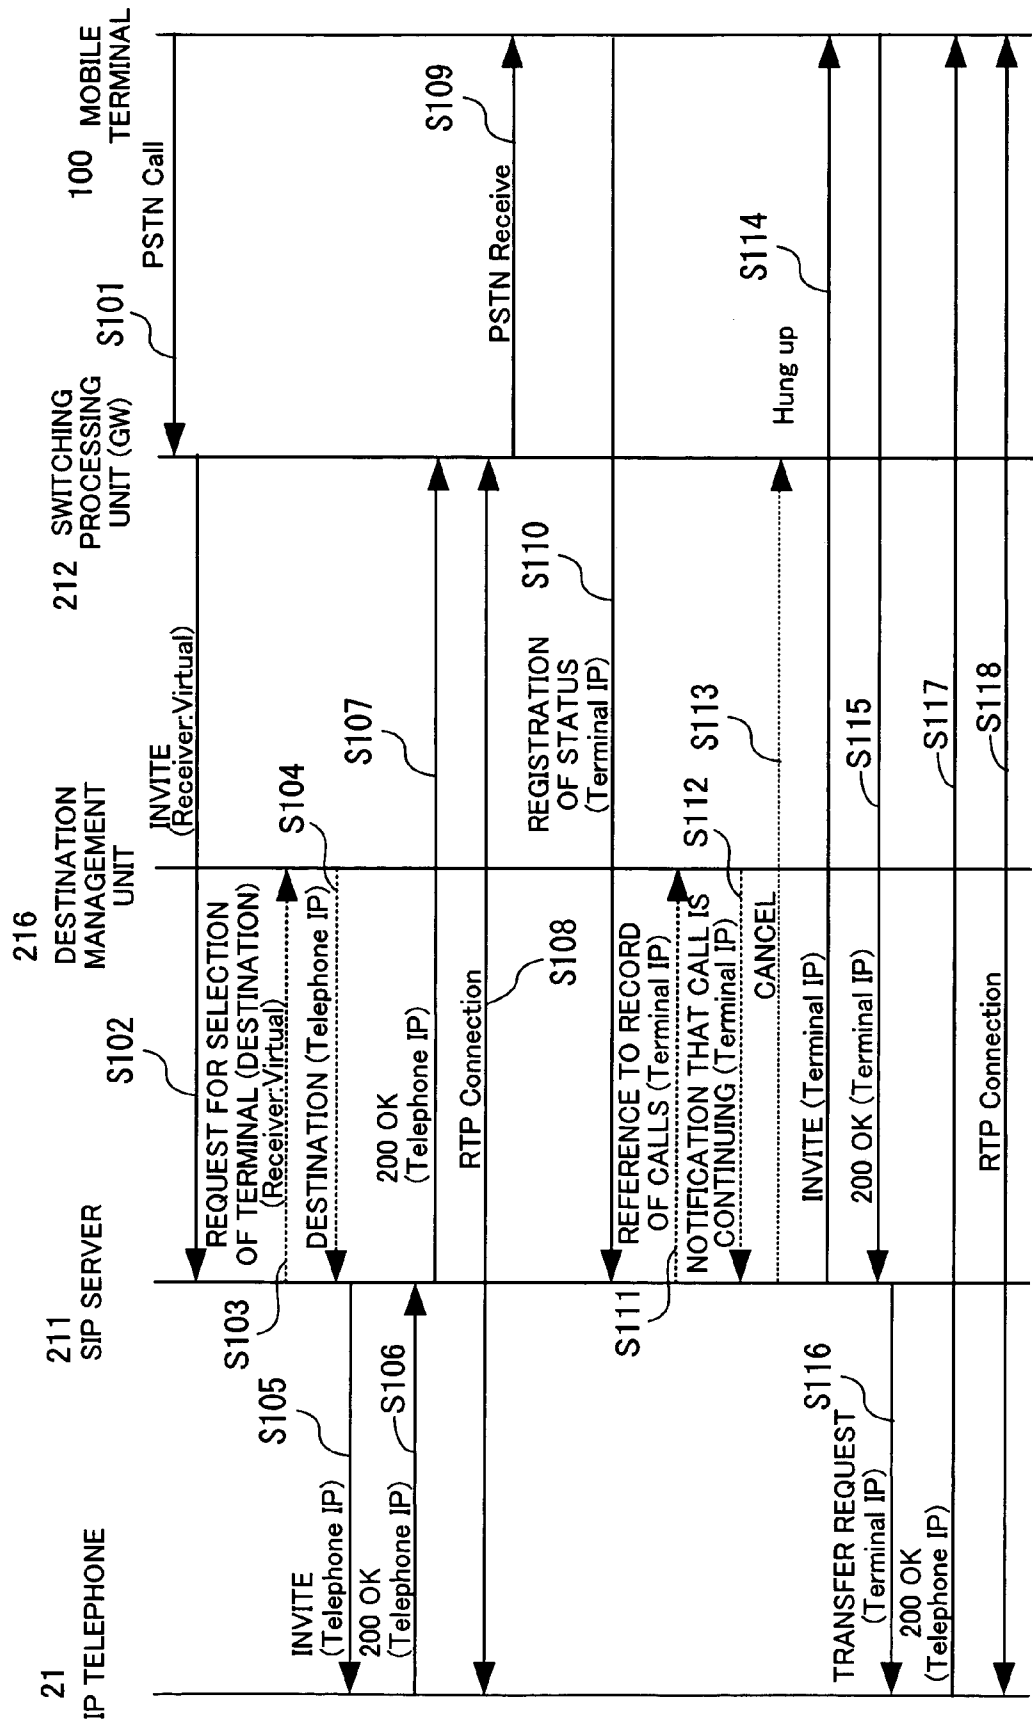 21
IP TELEPHONE
211
SIP SERVER
216
DESTINATION
MANAGEMENT
UNIT
212 SWITCHING
PROCESSING
UNIT (GW)
100 MOBILE
TERMINAL
PSTN Call
S101
INVITE
(Receiver:Virtual)
S102
REQUEST FOR SELECTION
OF TERMINAL (DESTINATION)
(Receiver:Virtual)
S103
DESTINATION (Telephone IP)
S104
INVITE
(Telephone IP)
S105
200 OK
(Telephone IP)
S106
200 OK
(Telephone IP)
S107
RTP Connection
S108
PSTN Receive
S109
REGISTRATION
OF STATUS
(Terminal IP)
S110
REFERENCE TO RECORD
OF CALLS (Terminal IP)
S111
NOTIFICATION THAT CALL IS
CONTINUING (Terminal IP)
S112
CANCEL
S113
Hung up
INVITE (Terminal IP)
S114
200 OK (Terminal IP)
S115
TRANSFER REQUEST
(Terminal IP)
S116
200 OK
(Telephone IP)
S117
RTP Connection
S118